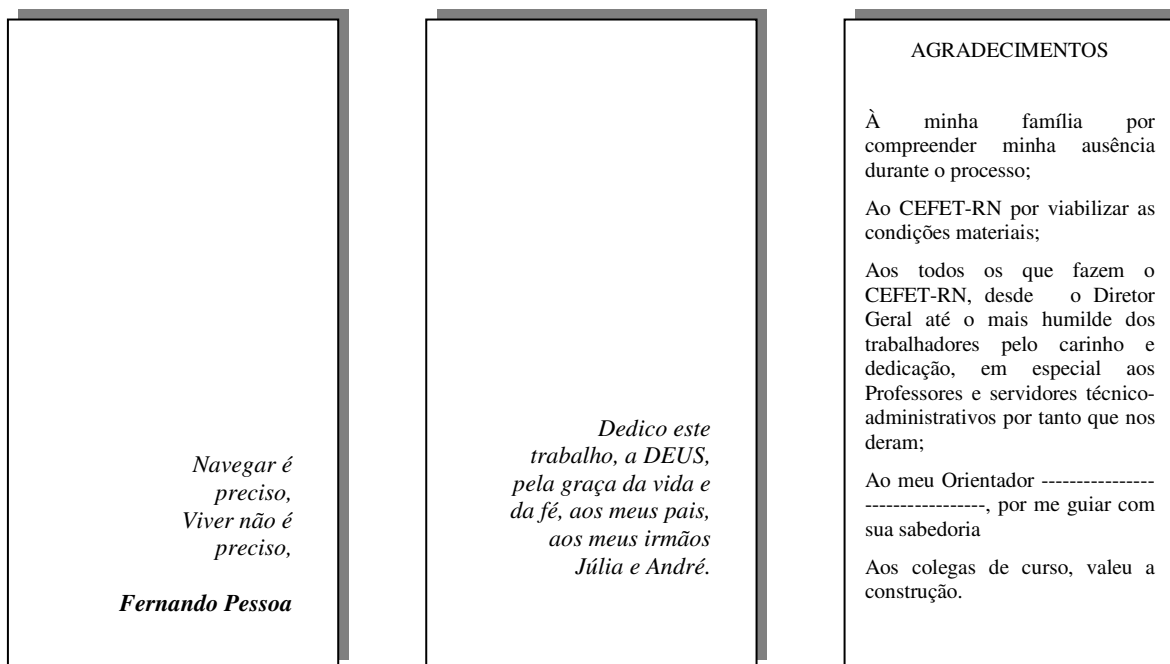 Navegar é
preciso,
Viver não é
preciso,
Fernando Pessoa
Dedico este
trabalho, a DEUS,
pela graça da vida e
da fé, aos meus pais,
aos meus irmãos
Júlia e André.
AGRADECIMENTOS
À minha família por
compreender minha ausência
durante o processo;
Ao CEFET-RN por viabilizar as
condições materiais;
Aos todos os que fazem o
CEFET-RN, desde o Diretor
Geral até o mais humilde dos
trabalhadores pelo carinho e
dedicação, em especial aos
Professores e servidores técnico-
administrativos por tanto que nos
deram;
Ao meu Orientador ----------------
-----------------, por me guiar com
sua sabedoria
Aos colegas de curso, valeu a
construção.